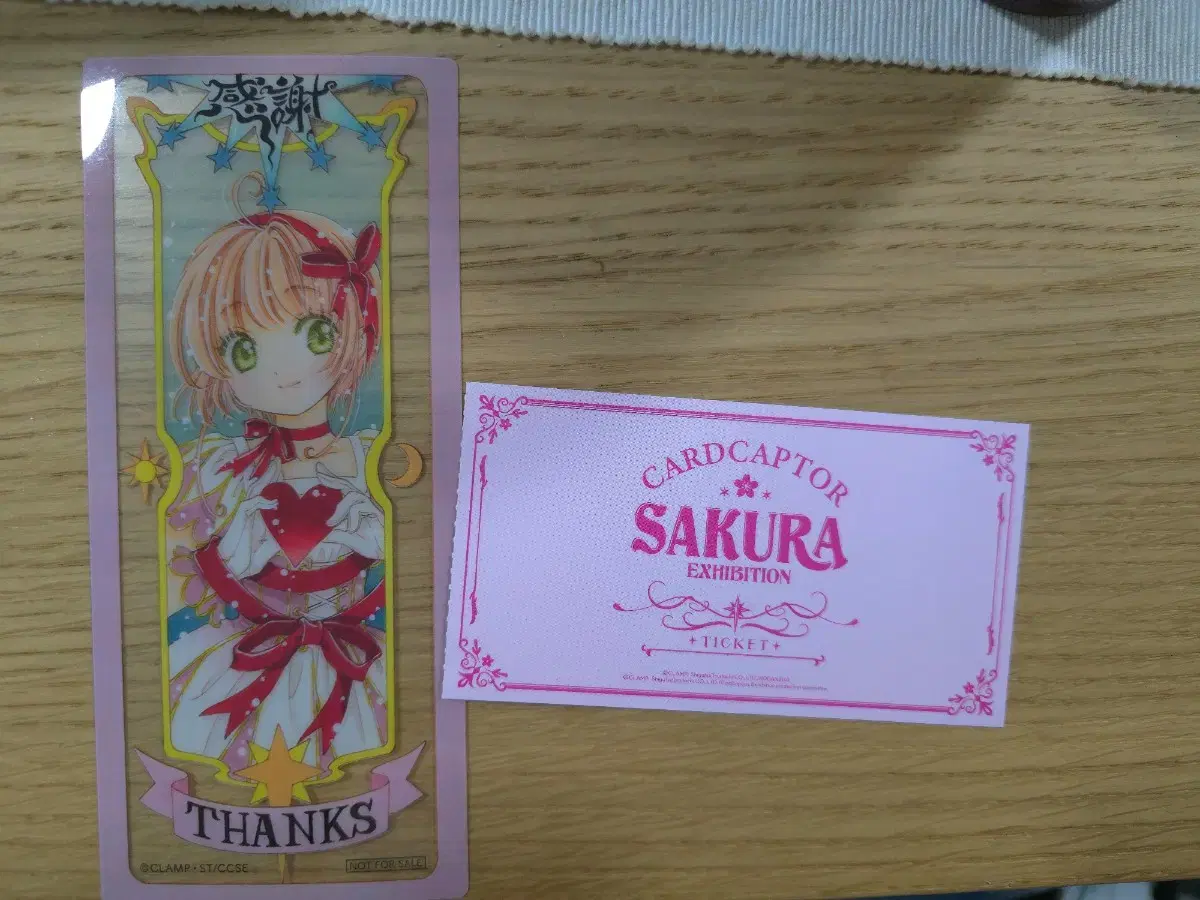 感謝
THANKS
©CLAMP・ST/CCSE
NOT FOR SALE
CARDCAPTOR
SAKURA
EXHIBITION
TICKET